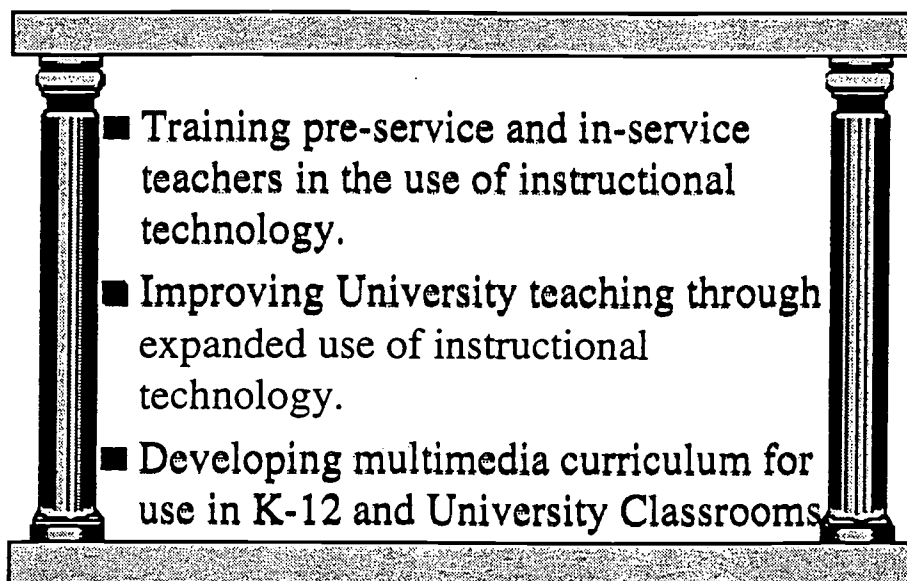 ■ Training pre-service and in-service
teachers in the use of instructional
technology.
■ Improving University teaching through
expanded use of instructional
technology.
■ Developing multimedia curriculum for
use in K-12 and University Classrooms